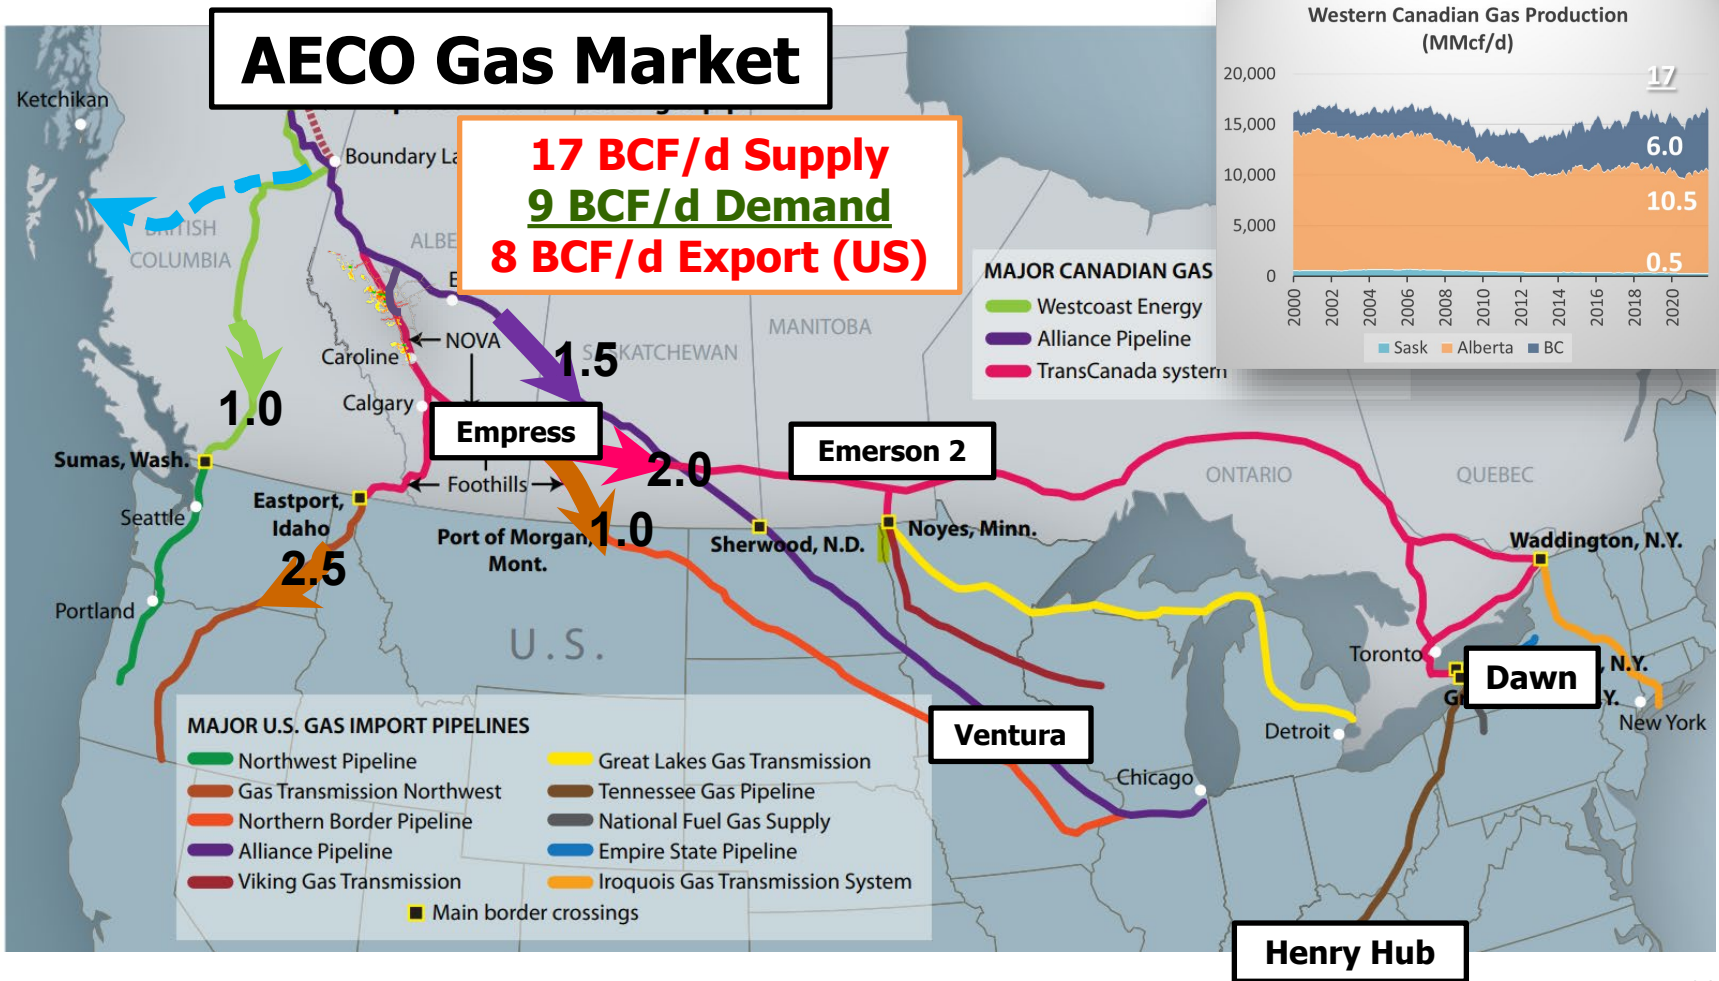 AECO Gas Market
17 BCF/d Supply
9 BCF/d Demand
8 BCF/d Export (US)
Western Canadian Gas Production
(MMcf/d)
20,000
15,000
10,000
5,000
0
17
6.0
10.5
0.5
2000
2002
2004
2006
2008
2010
2012
2014
2016
2018
2020
Sask
Alberta
BC
MAJOR CANADIAN GAS
Westcoast Energy
Alliance Pipeline
TransCanada system
Ketchikan
Boundary La
BRITISH
COLUMBIA
ALBE
E
SASKATCHEWAN
MANITOBA
ONTARIO
QUEBEC
NOVA
Caroline
Calgary
1.5
1.0
Empress
2.0
Emerson 2
Foothills
1.0
Sumas, Wash.
Seattle
Eastport,
Idaho
2.5
Portland
Port of Morgan,
Mont.
Sherwood, N.D.
Noyes, Minn.
Waddington, N.Y.
U.S.
Toronto
Dawn
, N.Y.
Gr
Y.
New York
Detroit
Ventura
Chicago
Henry Hub
MAJOR U.S. GAS IMPORT PIPELINES
Northwest Pipeline
Gas Transmission Northwest
Northern Border Pipeline
Alliance Pipeline
Viking Gas Transmission
Great Lakes Gas Transmission
Tennessee Gas Pipeline
National Fuel Gas Supply
Empire State Pipeline
Iroquois Gas Transmission System
Main border crossings